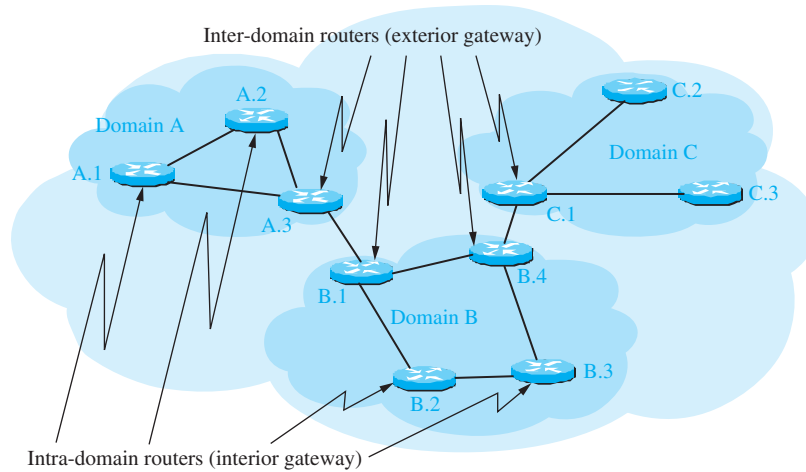 Inter-domain routers (exterior gateway)
A.2
C.2
Domain A
Domain C
A.1
C.3
A.3
C.1
B.1
B.4
Domain B
B.3
B.2
Intra-domain routers (interior gateway)